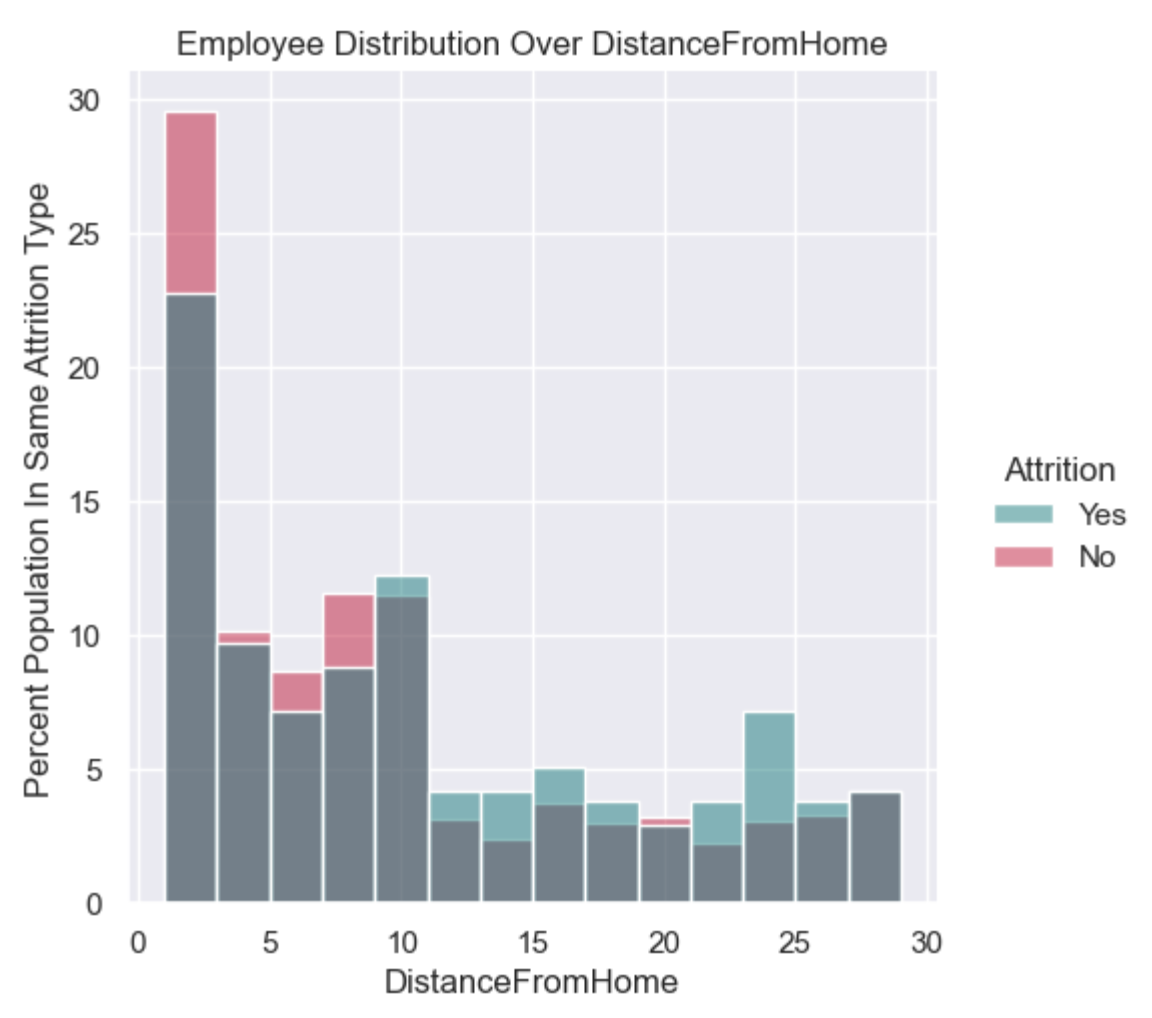 Employee Distribution Over DistanceFromHome
Percent Population In Same Attrition Type
30
25
20
15
10
5
0
0 5 10 15 20 25 30
DistanceFromHome
Attrition
Yes
No